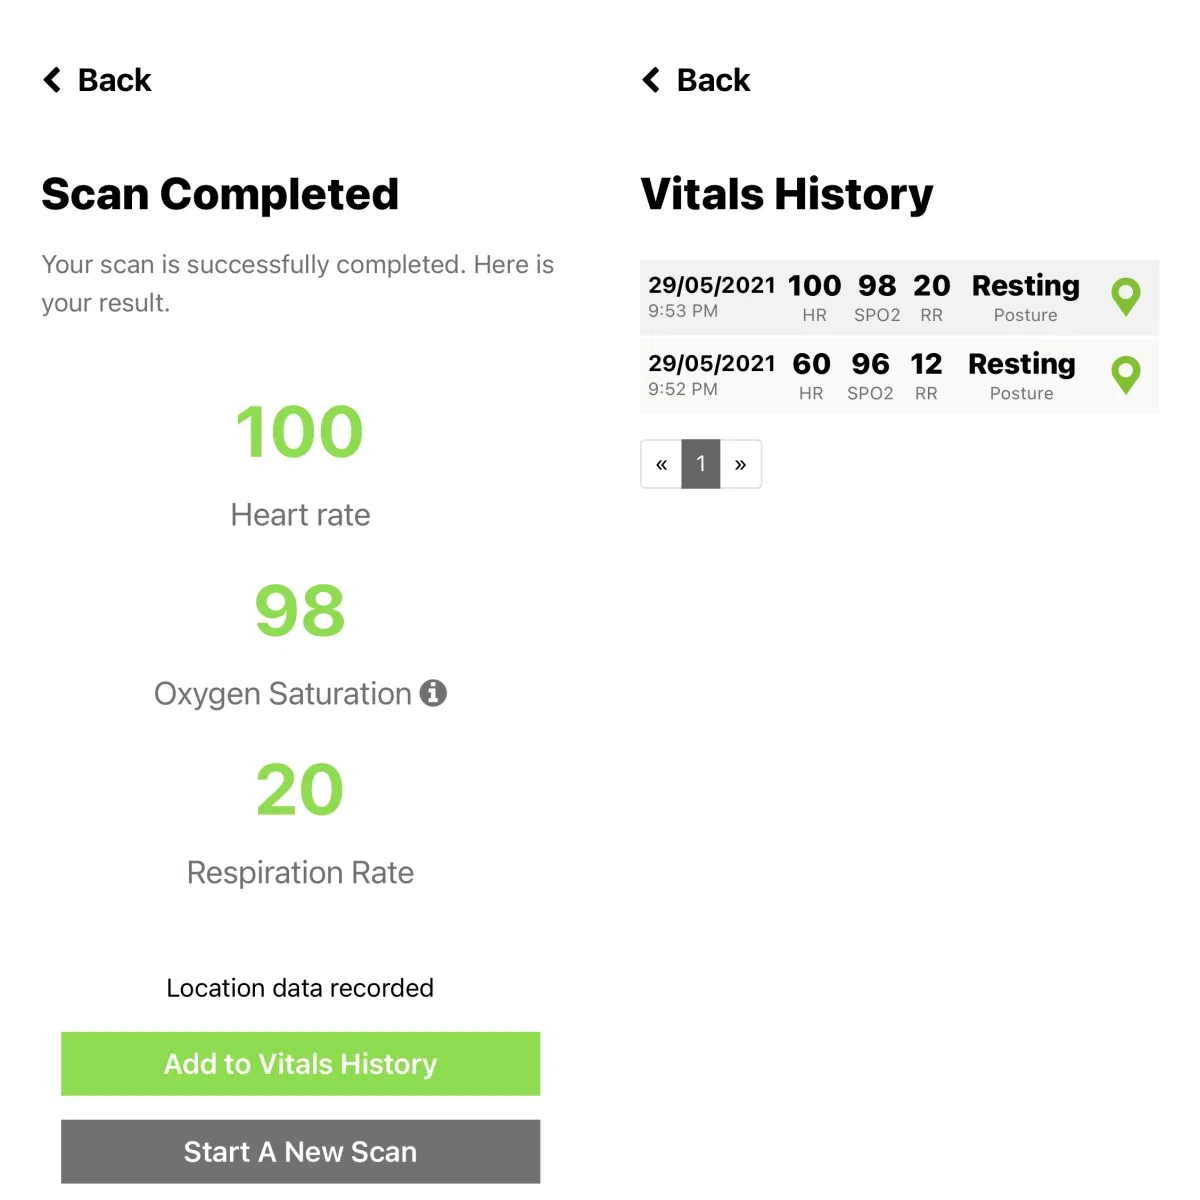 Back
Scan Completed
Your scan is successfully completed. Here is
your result.
100
Heart rate
98
Oxygen Saturation
20
Respiration Rate
Location data recorded
Add to Vitals History
Start A New Scan
Back
Vitals History
29/05/2021 100 98 20 Resting
9:53 PM HR SPO2 RR Posture
29/05/2021 60 96 12 Resting
9:52 PM HR SPO2 RR Posture
« 1 »